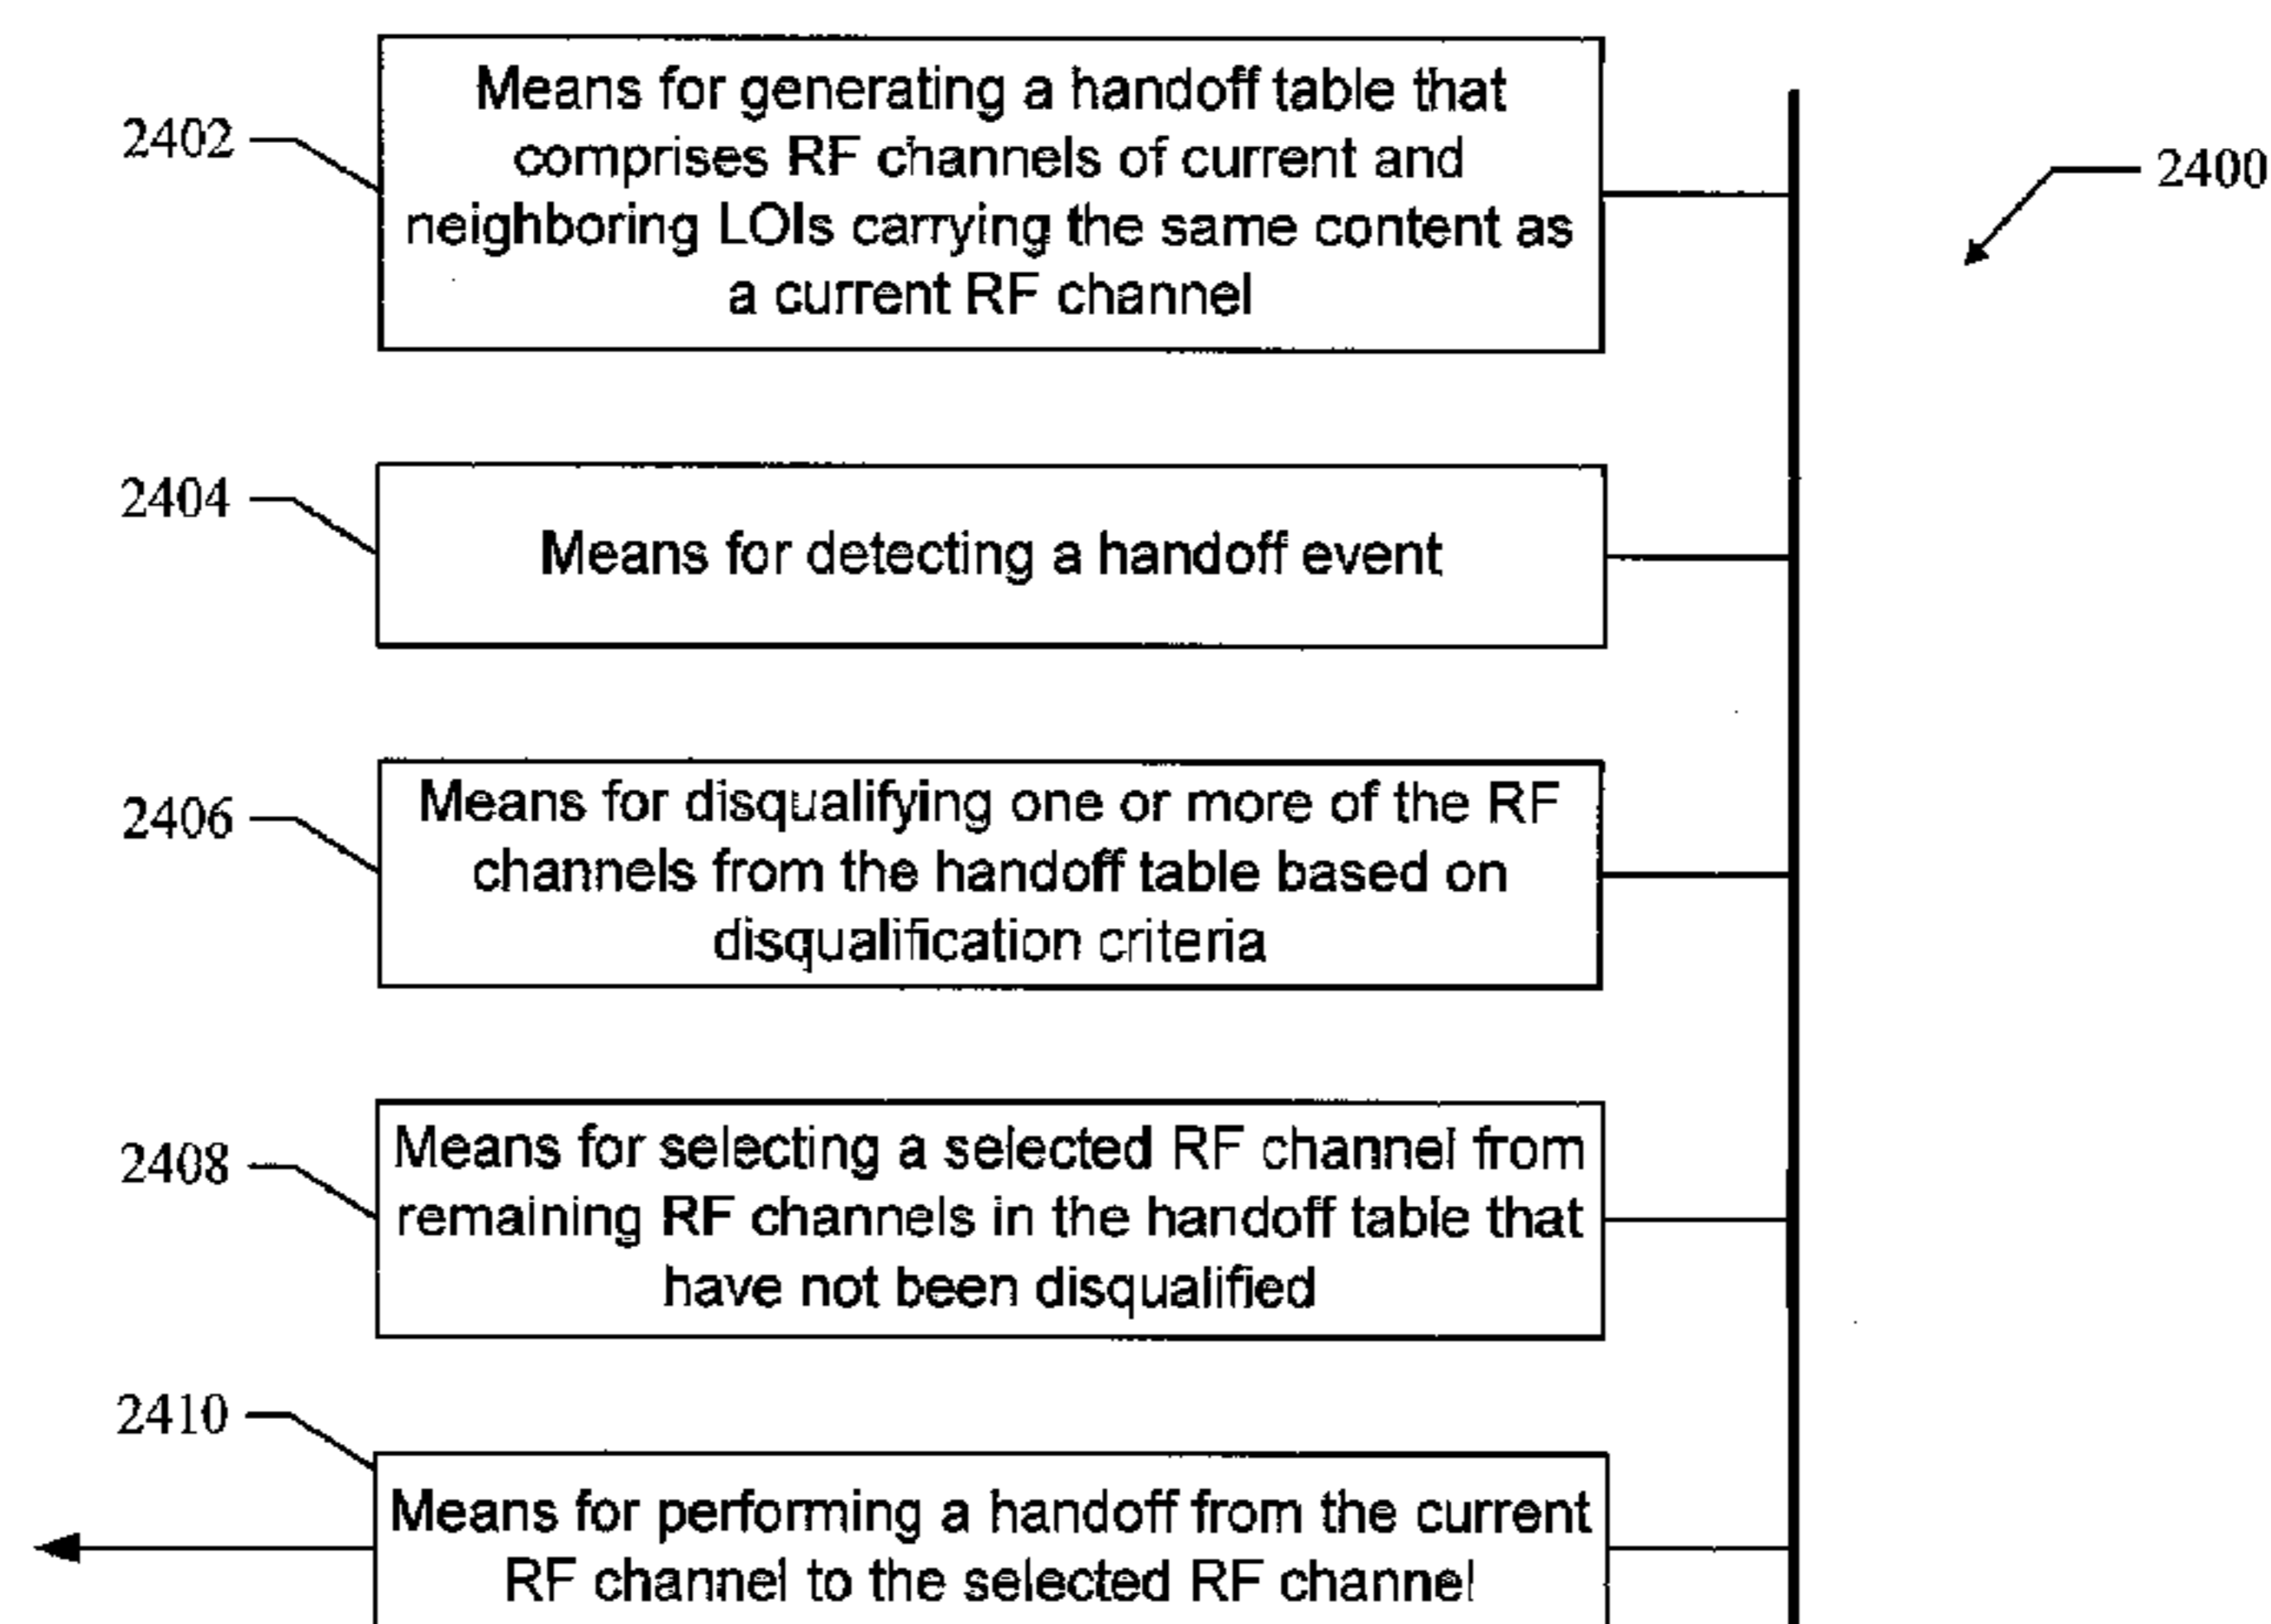 Means for generating a handoff table that
comprises RF channels of current and
neighboring LOIs carrying the same content as
a current RF channel
2402
2400
2404
Means for detecting a handoff event
2406
Means for disqualifying one or more of the RF
channels from the handoff table based on
disqualification criteria
2408
Means for selecting a selected RF channel from
remaining RF channels in the handoff table that
have not been disqualified
2410
Means for performing a handoff from the current
RF channel to the selected RF channel